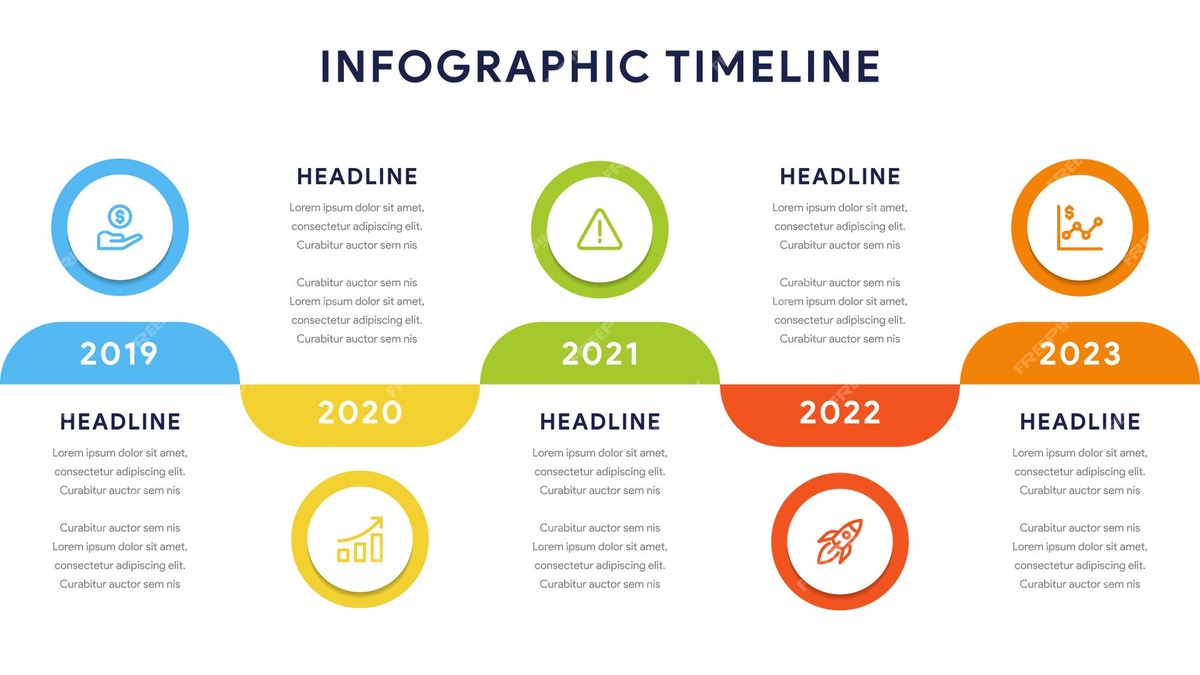 INFOGRAPHIC TIMELINE
2019
HEADLINE
Lorem ipsum dolor sit amet,
consectetur adipiscing elit.
Curabitur auctor sem nis
Curabitur auctor sem nis
Lorem ipsum dolor sit amet,
consectetur adipiscing elit.
Curabitur auctor sem nis
HEADLINE
Lorem ipsum dolor sit amet,
consectetur adipiscing elit.
Curabitur auctor sem nis
Curabitur auctor sem nis
Lorem ipsum dolor sit amet,
consectetur adipiscing elit.
Curabitur auctor sem nis
2020
2021
HEADLINE
Lorem ipsum dolor sit amet,
consectetur adipiscing elit.
Curabitur auctor sem nis
Curabitur auctor sem nis
Lorem ipsum dolor sit amet,
consectetur adipiscing elit.
Curabitur auctor sem nis
HEADLINE
Lorem ipsum dolor sit amet,
consectetur adipiscing elit.
Curabitur auctor sem nis
Curabitur auctor sem nis
Lorem ipsum dolor sit amet,
consectetur adipiscing elit.
Curabitur auctor sem nis
2022
$
2023
HEADLINE
Lorem ipsum dolor sit amet,
consectetur adipiscing elit.
Curabitur auctor sem nis
Curabitur auctor sem nis
Lorem ipsum dolor sit amet,
consectetur adipiscing elit.
Curabitur auctor sem nis